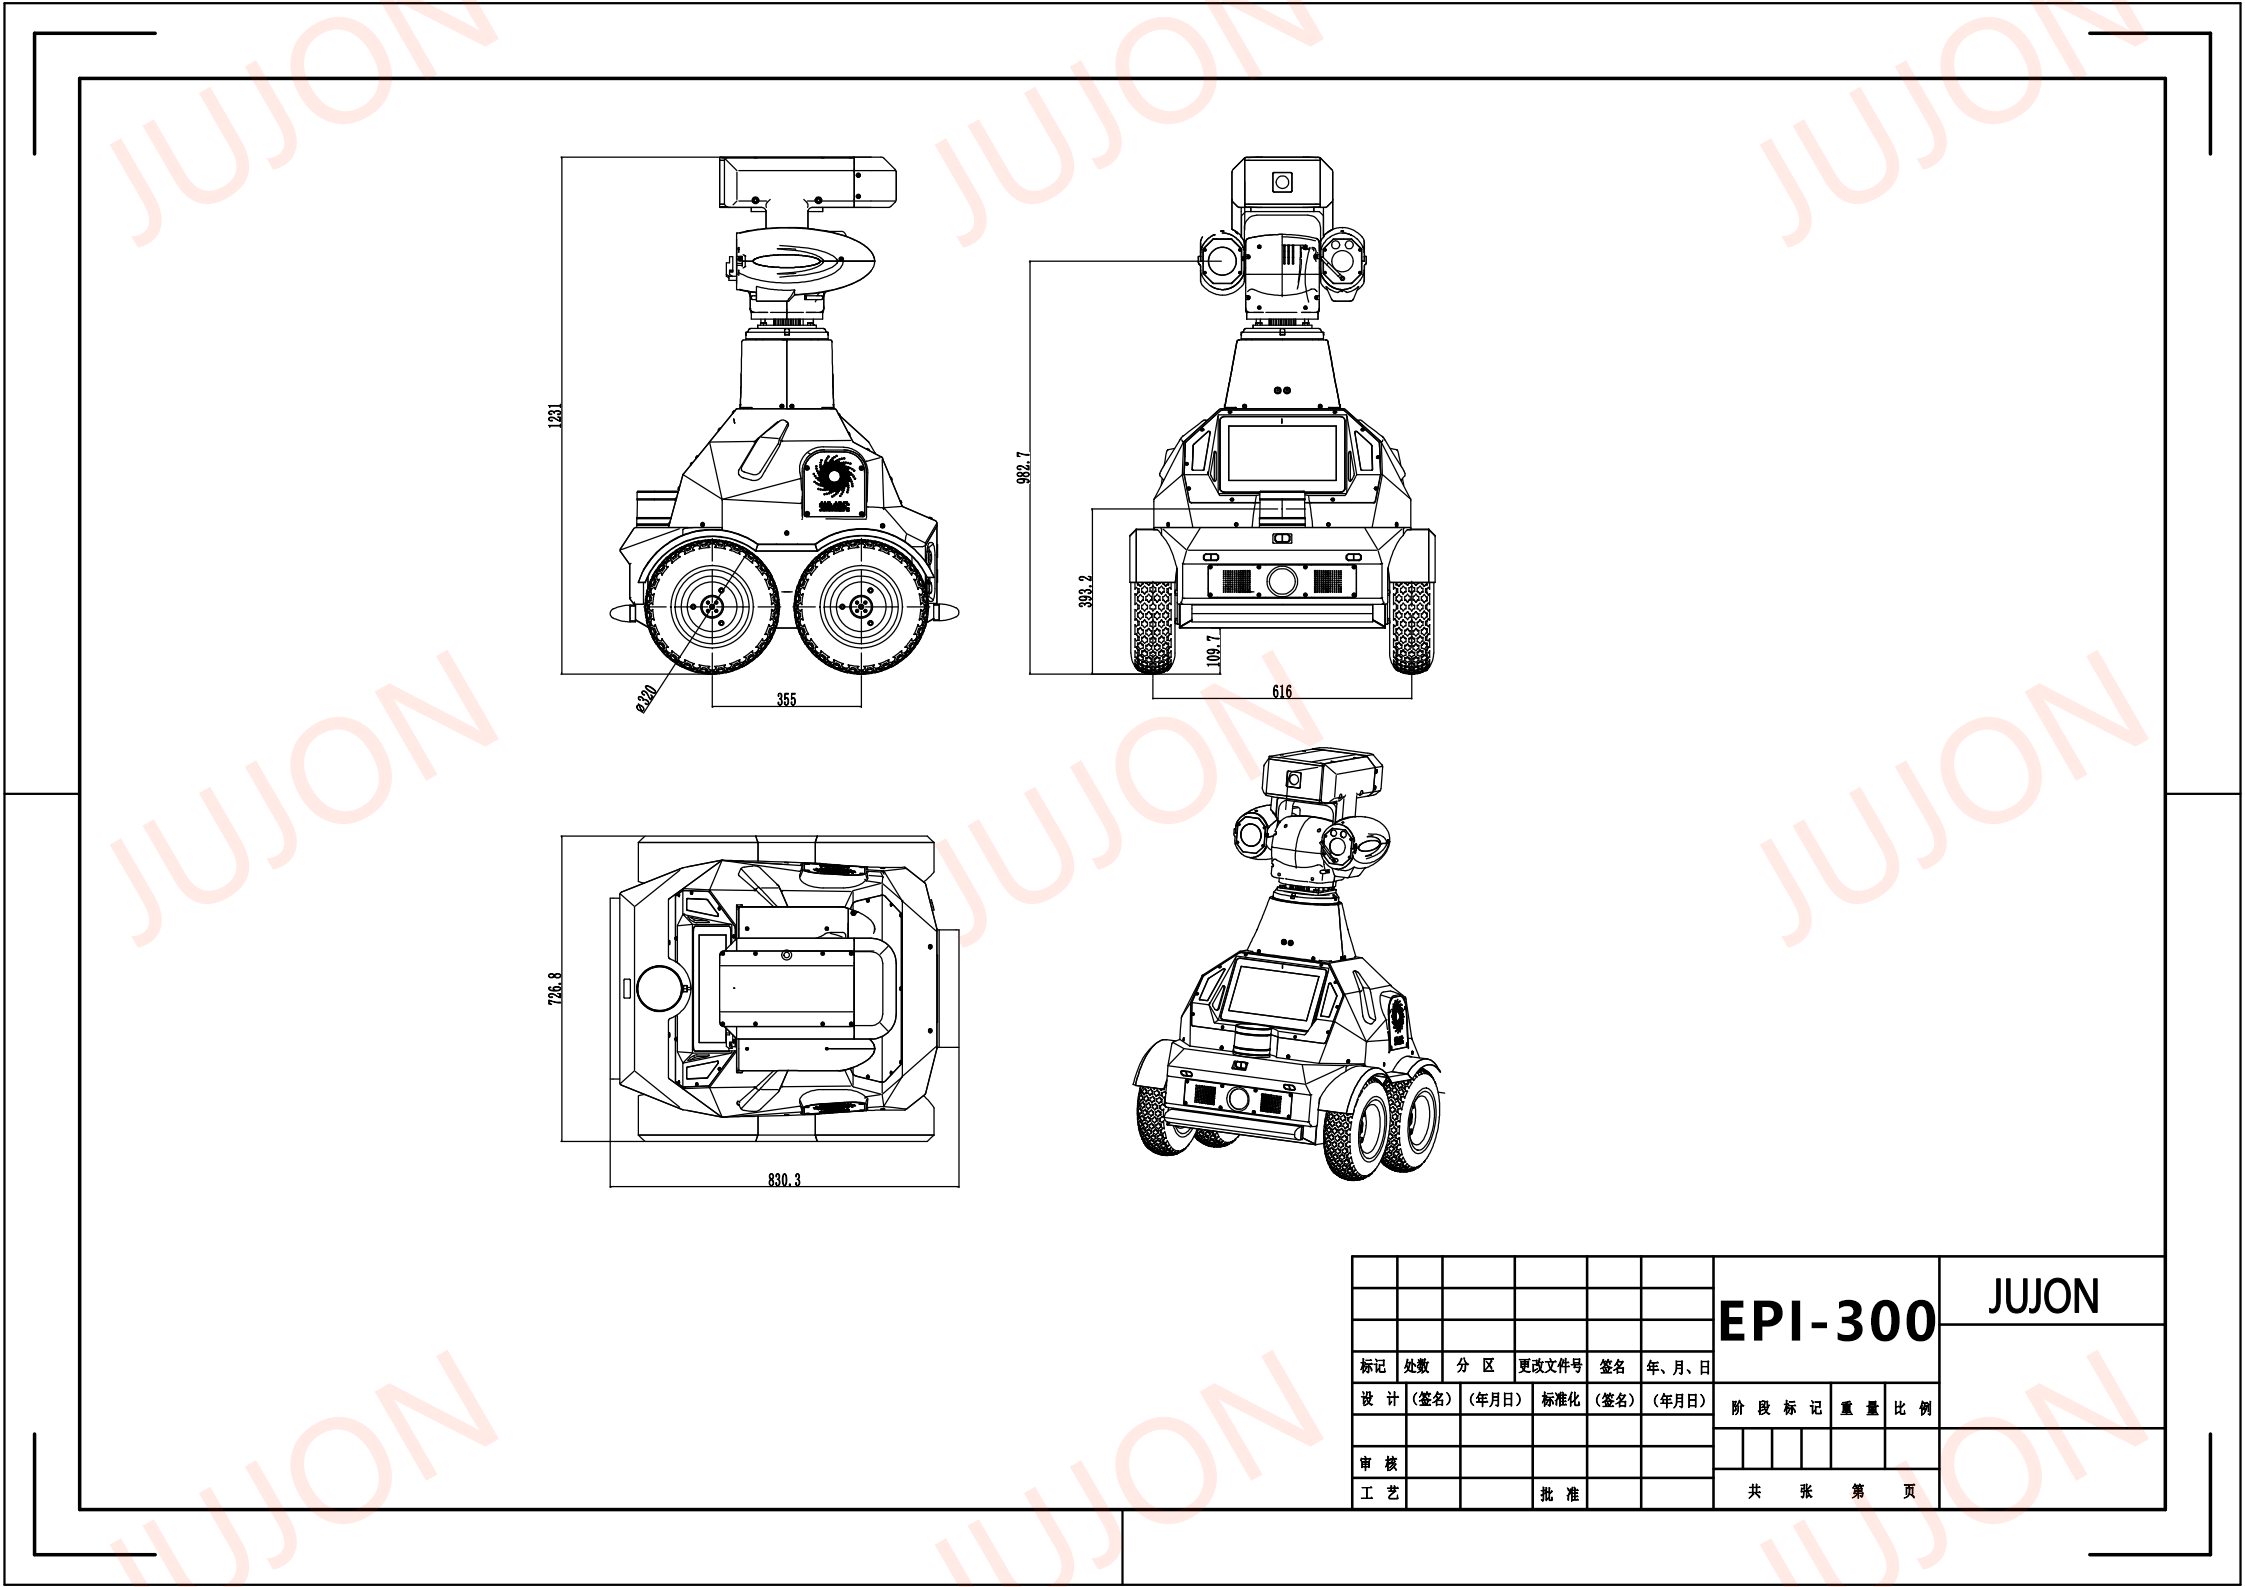 JUJON JUJON JUJON
1231
982.7
393.2
109.7
ø320
355
616
JUJON JUJON JUJON
726.8
830.3
EPI-300
JUJON
标记 处数 分 区 更改文件号 签名 年、月、日
设 计 (签名) (年月日) 标准化 (签名) (年月日)
阶 段 标 记 重 量 比 例
审 核
工 艺 批 准
共 张 第 页
JUJON JUJON JUJON